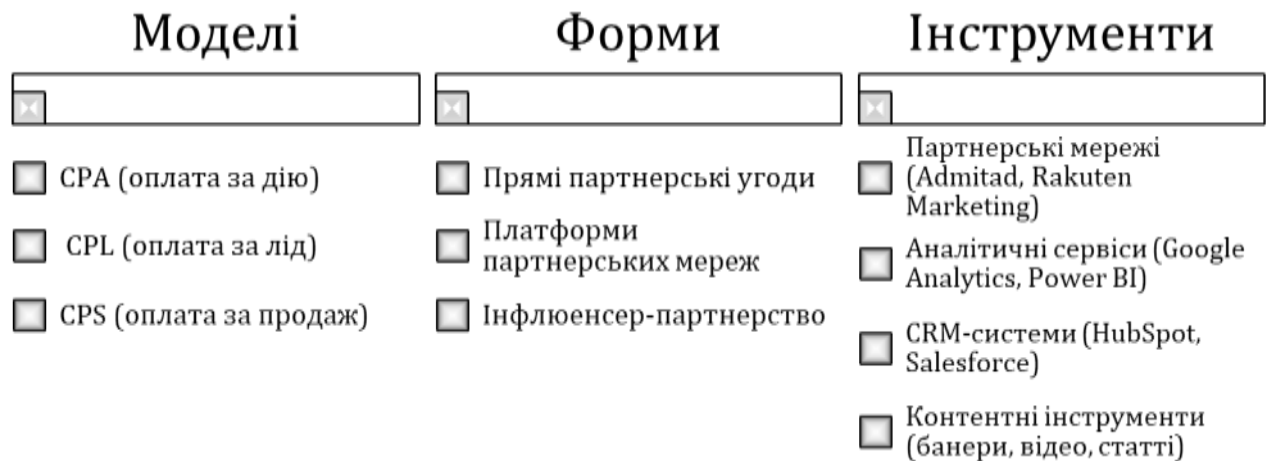 Моделі
CPA (оплата за дію)
CPL (оплата за лід)
CPS (оплата за продаж)
Форми
Прямі партнерські угоди
Платформи
партнерських мереж
Інфлюенсер-партнерство
Інструменти
Партнерські мережі
(Admitad, Rakuten
Marketing)
Аналітичні сервіси (Google
Analytics, Power BI)
CRM-системи (HubSpot,
Salesforce)
Контентні інструменти
(банери, відео, статті)